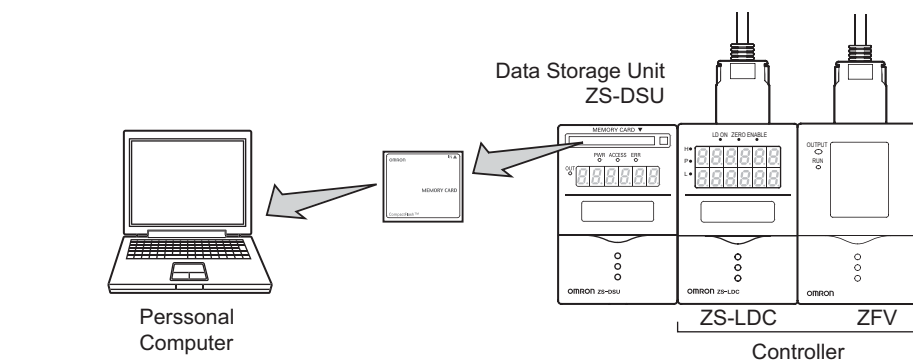 Data Storage Unit
ZS-DSU
MEMORY CARD ▼
PWR ACCESS ERR
OUT
OMRON ZS-DSU
LD ON ZERO ENABLE
H
P
L
OMRON ZS-LDC
OUTPUT
RUN
OMRON
omron
MEMORY CARD
CompactFlash
Perssonal
Computer
ZS-LDC
ZFV
Controller